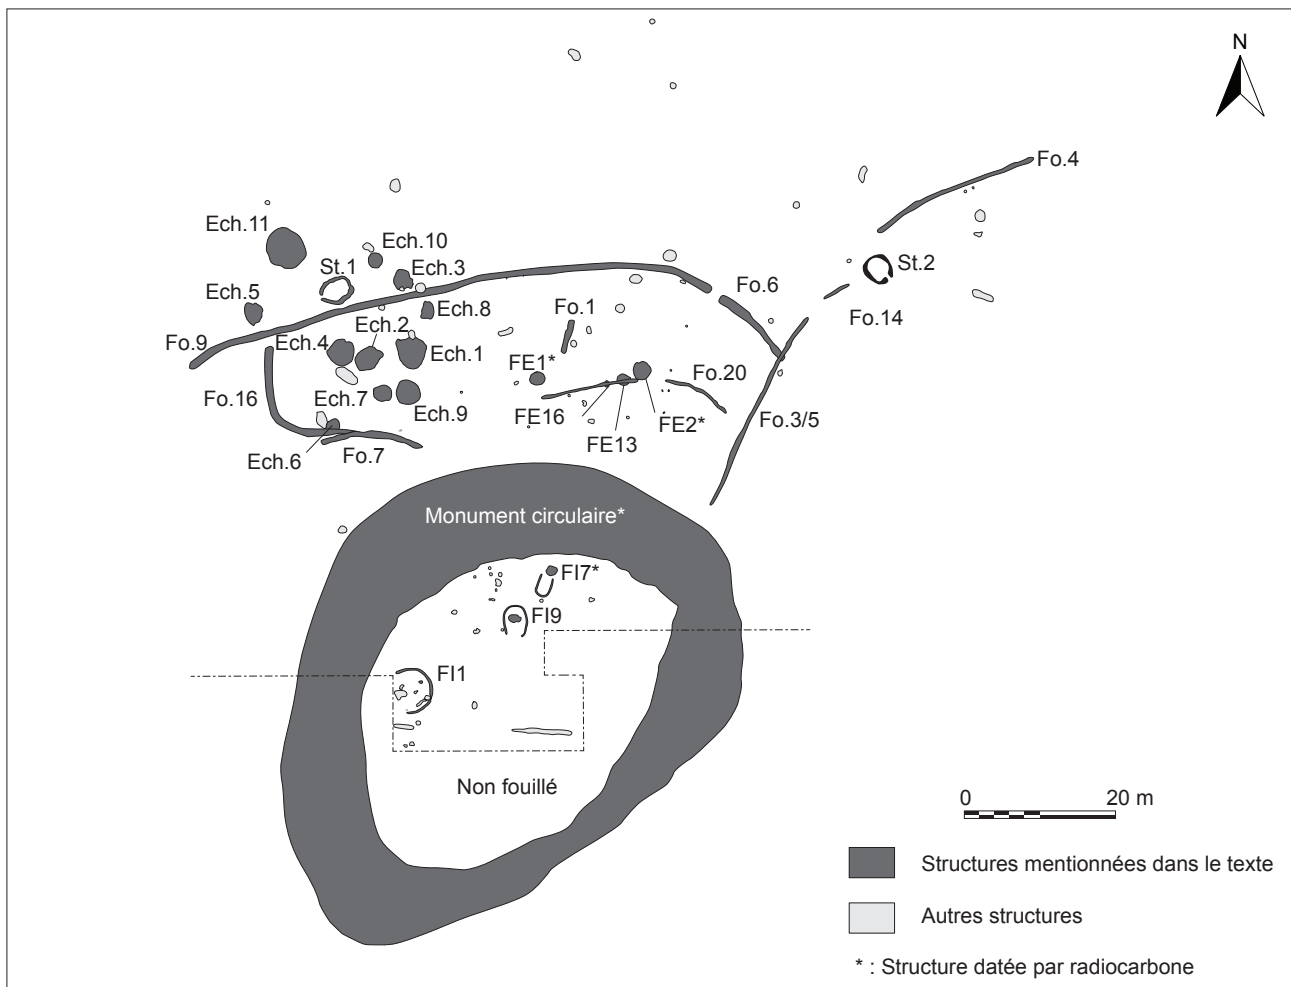 N
Fo.4
Ech.11
Ech.10
St.1
Ech.3
St.2
Ech.5
Fo.6
Ech.8
Fo.1
Fo.14
Ech.2
Fo.9
Ech.4
Ech.1
FE1*
Fo.20
Fo.16
Ech.7
Ech.9
FE16
FE2*
Fo.3/5
FE13
Ech.6
Fo.7
Monument circulaire*
FI7*
FI9
FI1
Non fouillé
0 20 m
Structures mentionnées dans le texte
Autres structures
* : Structure datée par radiocarbone